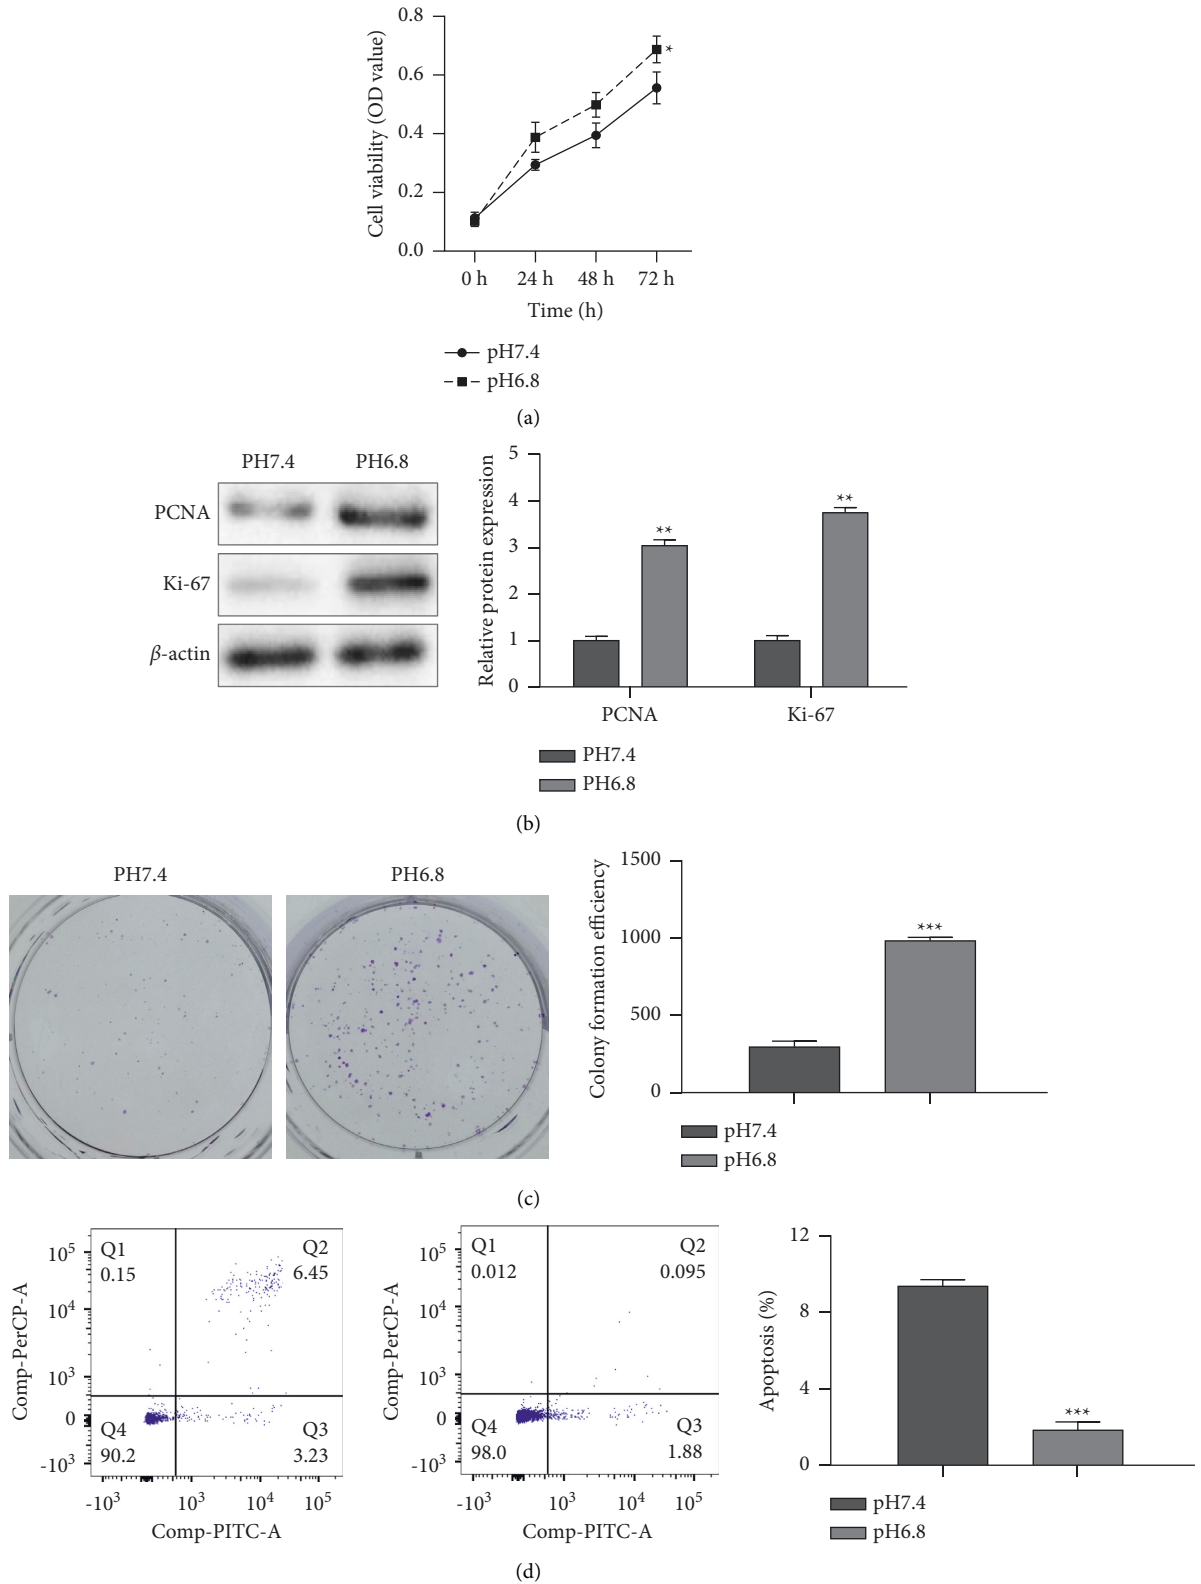 0.8
0.6
0.4
0.2
0.0
Cell viability (OD value)
*
0 h 24 h 48 h 72 h
Time (h)
pH7.4
pH6.8
(a)
PH7.4 PH6.8
PCNA
Ki-67
β-actin
Relative protein expression
5
4
3
2
1
0
**
**
PCNA Ki-67
PH7.4
PH6.8
(b)
PH7.4 PH6.8
Colony formation efficiency
1500
1000
500
0
***
pH7.4
pH6.8
(c)
Comp-PerCP-A
10⁵
10⁴
10³
0
-10³
Q1
0.15
Q2
6.45
Q4
90.2
Q3
3.23
-10³ 10³ 10⁴ 10⁵
Comp-PITC-A
Comp-PerCP-A
10⁵
10⁴
10³
0
-10³
Q1
0.012
Q2
0.095
Q4
98.0
Q3
1.88
-10³ 10³ 10⁴ 10⁵
Comp-PITC-A
Apoptosis (%)
12
8
4
0
***
pH7.4
pH6.8
(d)